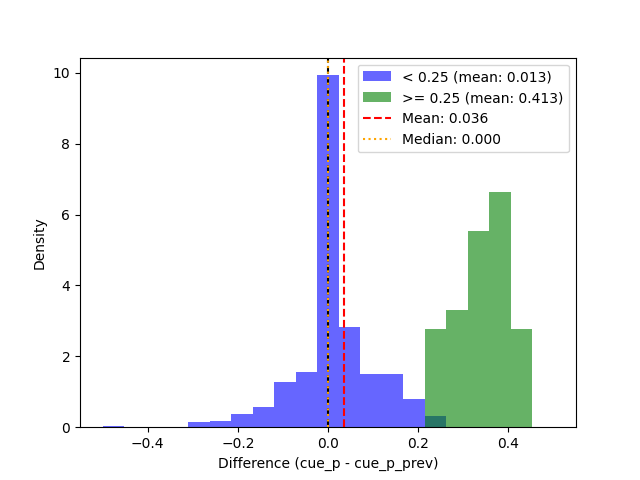 < 0.25 (mean: 0.013)
>= 0.25 (mean: 0.413)
Mean: 0.036
Median: 0.000
Density
10
8
6
4
2
0
−0.4 −0.2 0.0 0.2 0.4
Difference (cue_p - cue_p_prev)